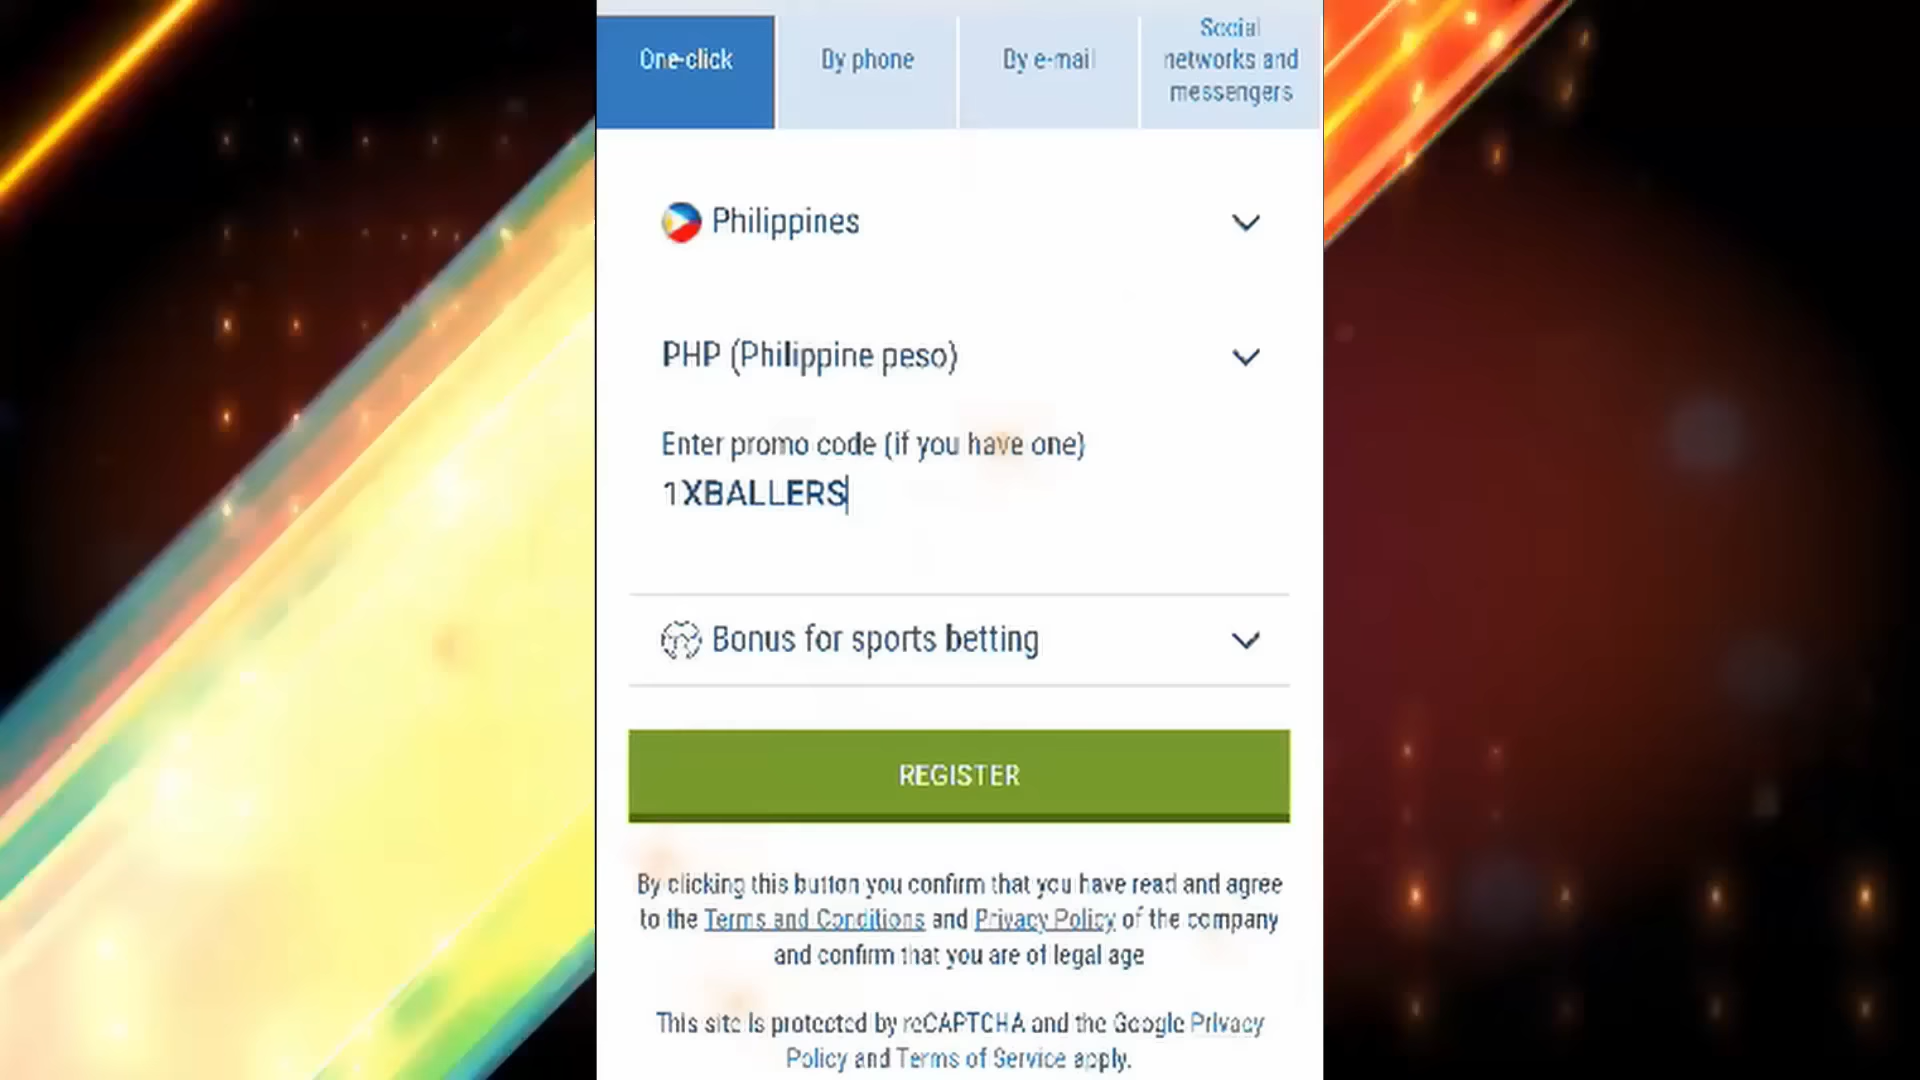 One-click
By phone
By e-mail
Social
networks and
messengers
Philippines
PHP (Philippine peso)
Enter promo code (if you have one)
1XBALLERS
Bonus for sports betting
REGISTER
By clicking this button you confirm that you have read and agree
to the Terms and Conditions and Privacy Policy of the company
and confirm that you are of legal age
This site is protected by reCAPTCHA and the Google Privacy
Policy and Terms of Service apply.